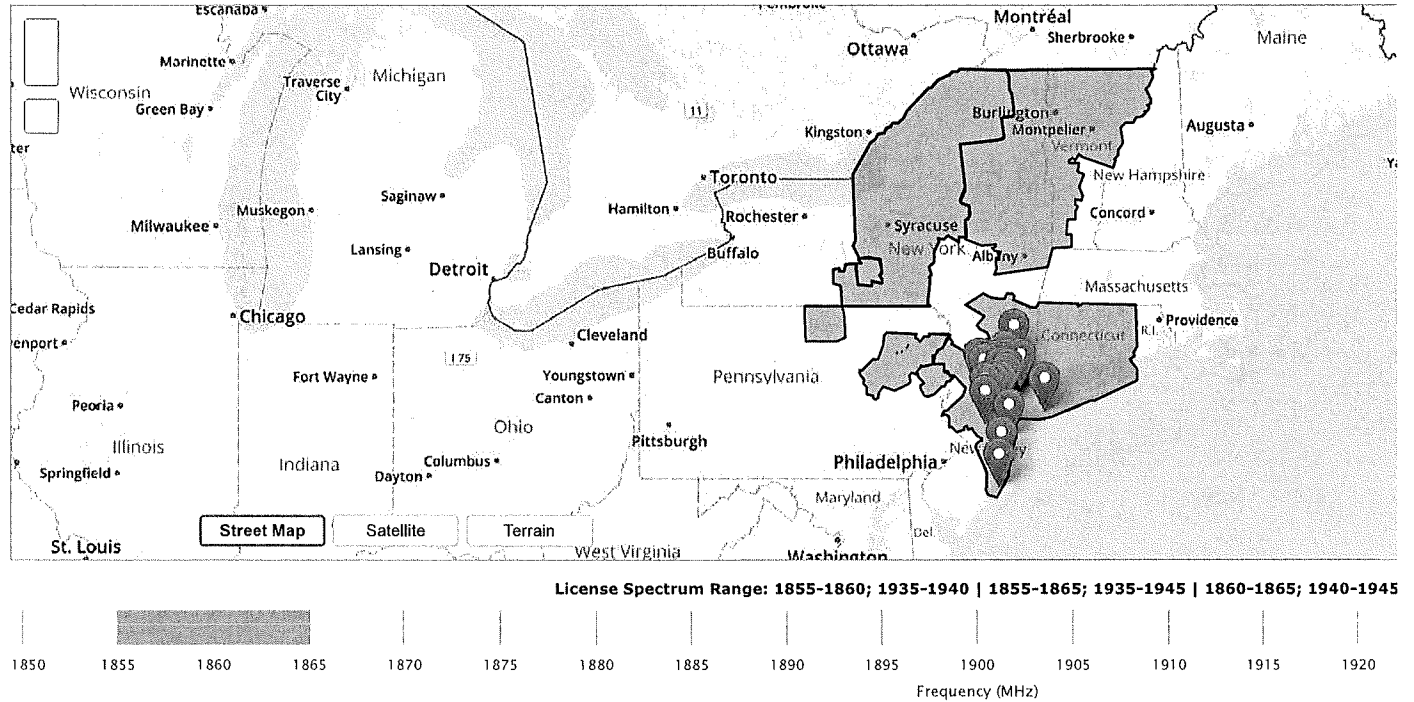 Escanaba
Montréal
Sherbrooke
Ottawa
Maine
Marinette
Traverse
City
Michigan
Wisconsin
Green Bay
11
Burlington
Kingston
Montpelier
Augusta
Vermont
Toronto
New Hampshire
Saginaw
Muskegon
Hamilton
Rochester
Concord
Milwaukee
Syracuse
New York
Lansing
Buffalo
Albany
Detroit
Massachusetts
Cedar Rapids
Chicago
Providence
Cleveland
Connecticut
R.I.
enport
I 75
Fort Wayne
Youngstown
Pennsylvania
Canton
Peoria
Ohio
Pittsburgh
Illinois
Indiana
Columbus
Philadelphia
Springfield
Dayton
Maryland
Street Map
Satellite
Terrain
Del.
St. Louis
West Virginia
Washington
License Spectrum Range: 1855-1860; 1935-1940 | 1855-1865; 1935-1945 | 1860-1865; 1940-1945
1850 1855 1860 1865 1870 1875 1880 1885 1890 1895 1900 1905 1910 1915 1920
Frequency (MHz)